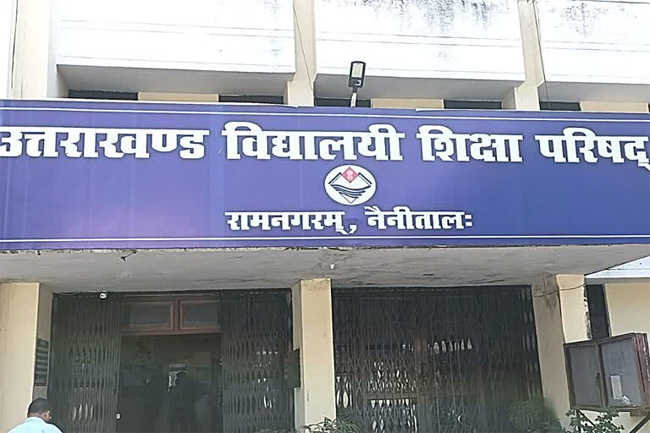 उत्तराखण्ड विद्यालयी शिक्षा परिषद्
रामनगरम्, नैनीतालः